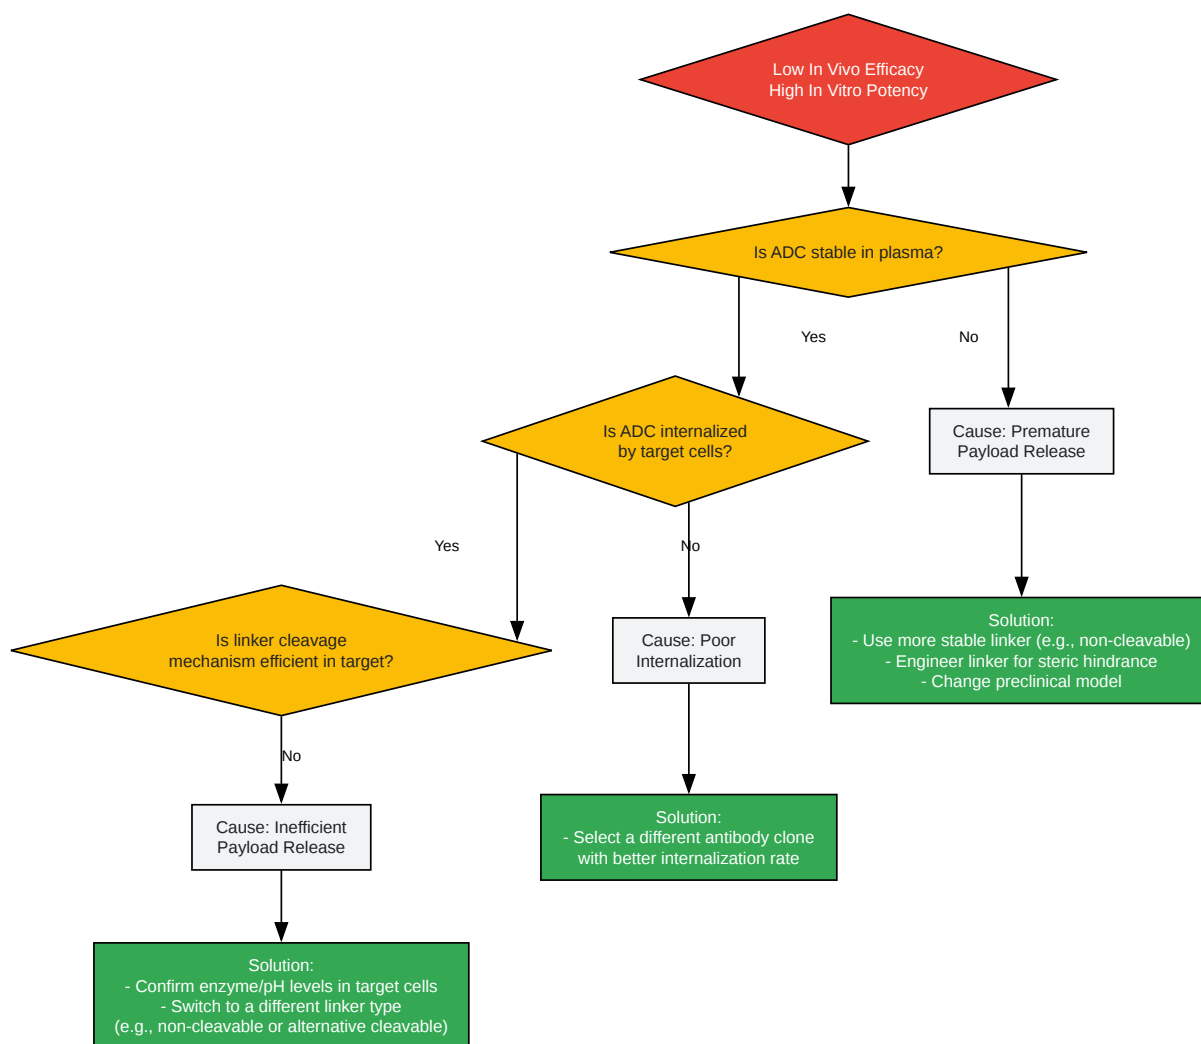 Low In Vivo Efficacy
High In Vitro Potency
Is ADC stable in plasma?
Yes
No
Is ADC internalized
by target cells?
Cause: Premature
Payload Release
Yes
No
Solution:
- Use more stable linker (e.g., non-cleavable)
- Engineer linker for steric hindrance
- Change preclinical model
Is linker cleavage
mechanism efficient in target?
Cause: Poor
Internalization
No
Solution:
- Select a different antibody clone
with better internalization rate
Cause: Inefficient
Payload Release
Solution:
- Confirm enzyme/pH levels in target cells
- Switch to a different linker type
(e.g., non-cleavable or alternative cleavable)